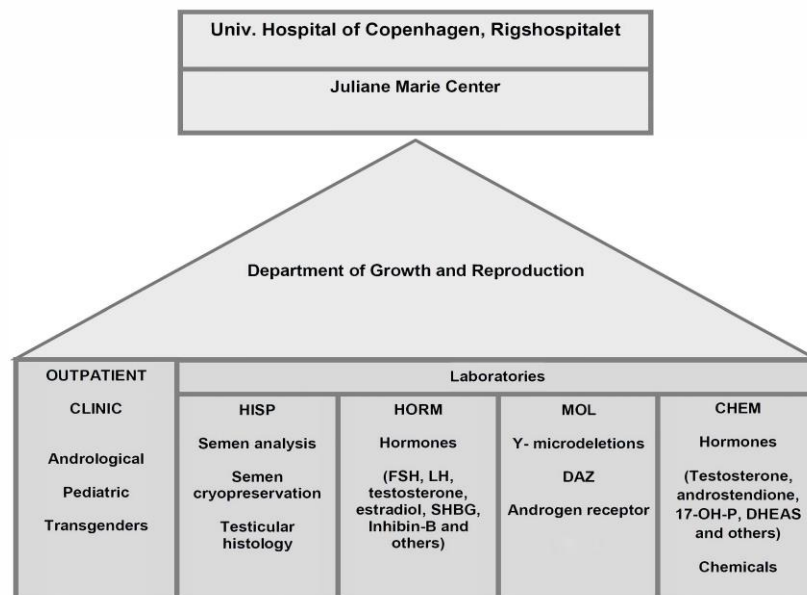 Univ. Hospital of Copenhagen, Rigshospitalet
Juliane Marie Center
Department of Growth and Reproduction
OUTPATIENT
CLINIC
Andrological
Pediatric
Transgenders
Laboratories
HISP
Semen analysis
Semen
cryopreservation
Testicular
histology
HORM
Hormones
(FSH, LH,
testosterone,
estradiol, SHBG,
Inhibin-B and
others)
MOL
Y- microdeletions
DAZ
Androgen receptor
CHEM
Hormones
(Testosterone,
androstendione,
17-OH-P, DHEAS
and others)
Chemicals